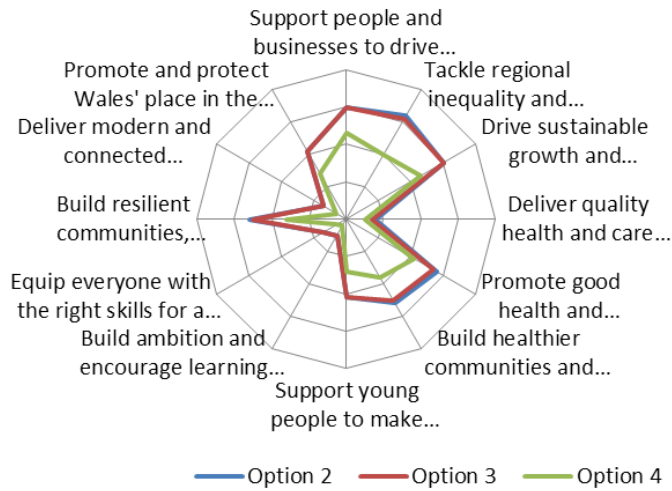 Support people and
businesses to drive...
Tackle regional
inequality and...
Drive sustainable
growth and...
Deliver quality
health and care...
Promote good
health and...
Build healthier
communities and...
Support young
people to make...
Build ambition and
encourage learning...
Equip everyone with
the right skills for a...
Build resilient
communities,...
Deliver modern and
connected...
Promote and protect
Wales' place in the...
Option 2
Option 3
Option 4